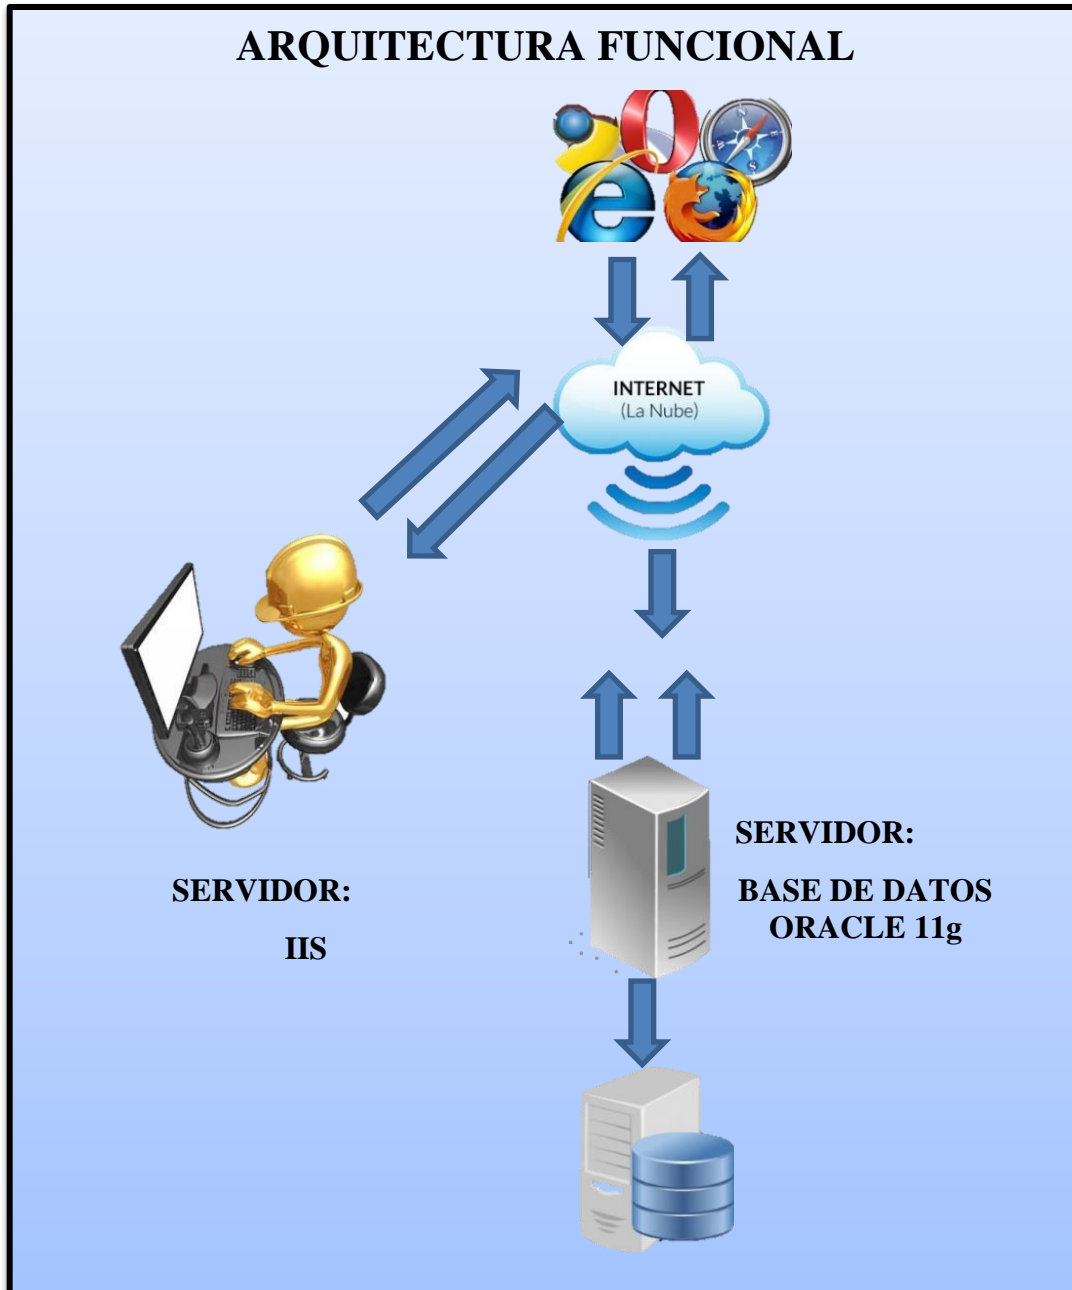 ARQUITECTURA FUNCIONAL
INTERNET
(La Nube)
SERVIDOR:
IIS
SERVIDOR:
BASE DE DATOS
ORACLE 11g